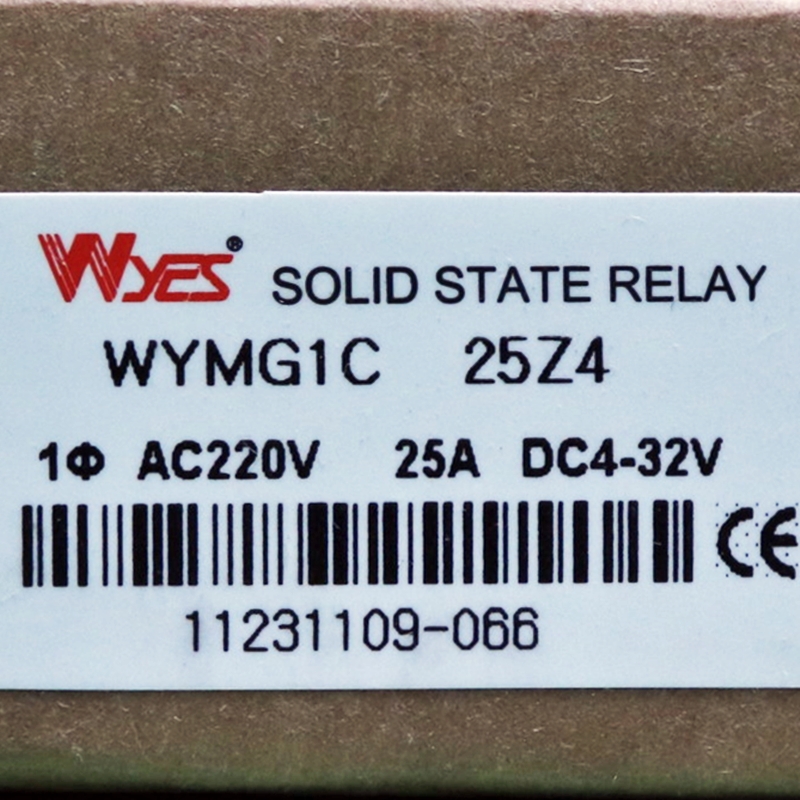 WYES® SOLID STATE RELAY
WYMG1C 25Z4
1Φ AC220V 25A DC4-32V
CE
11231109-066